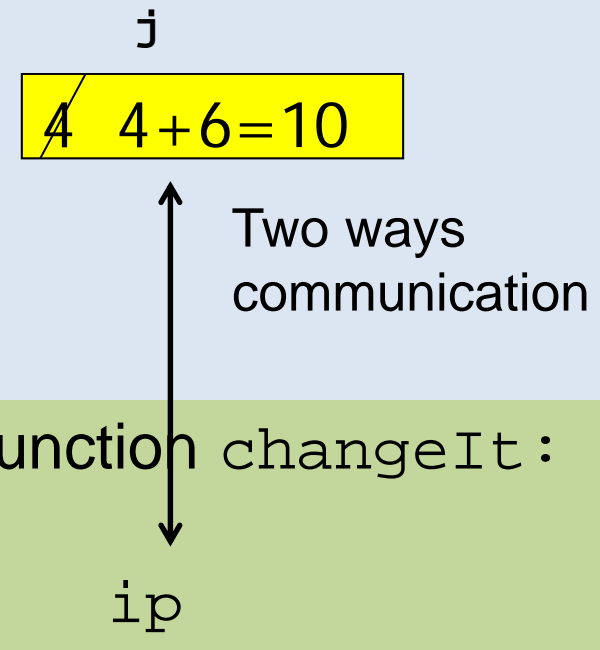 j
4 4+6=10
Two ways
communication
unction changeIt:
ip